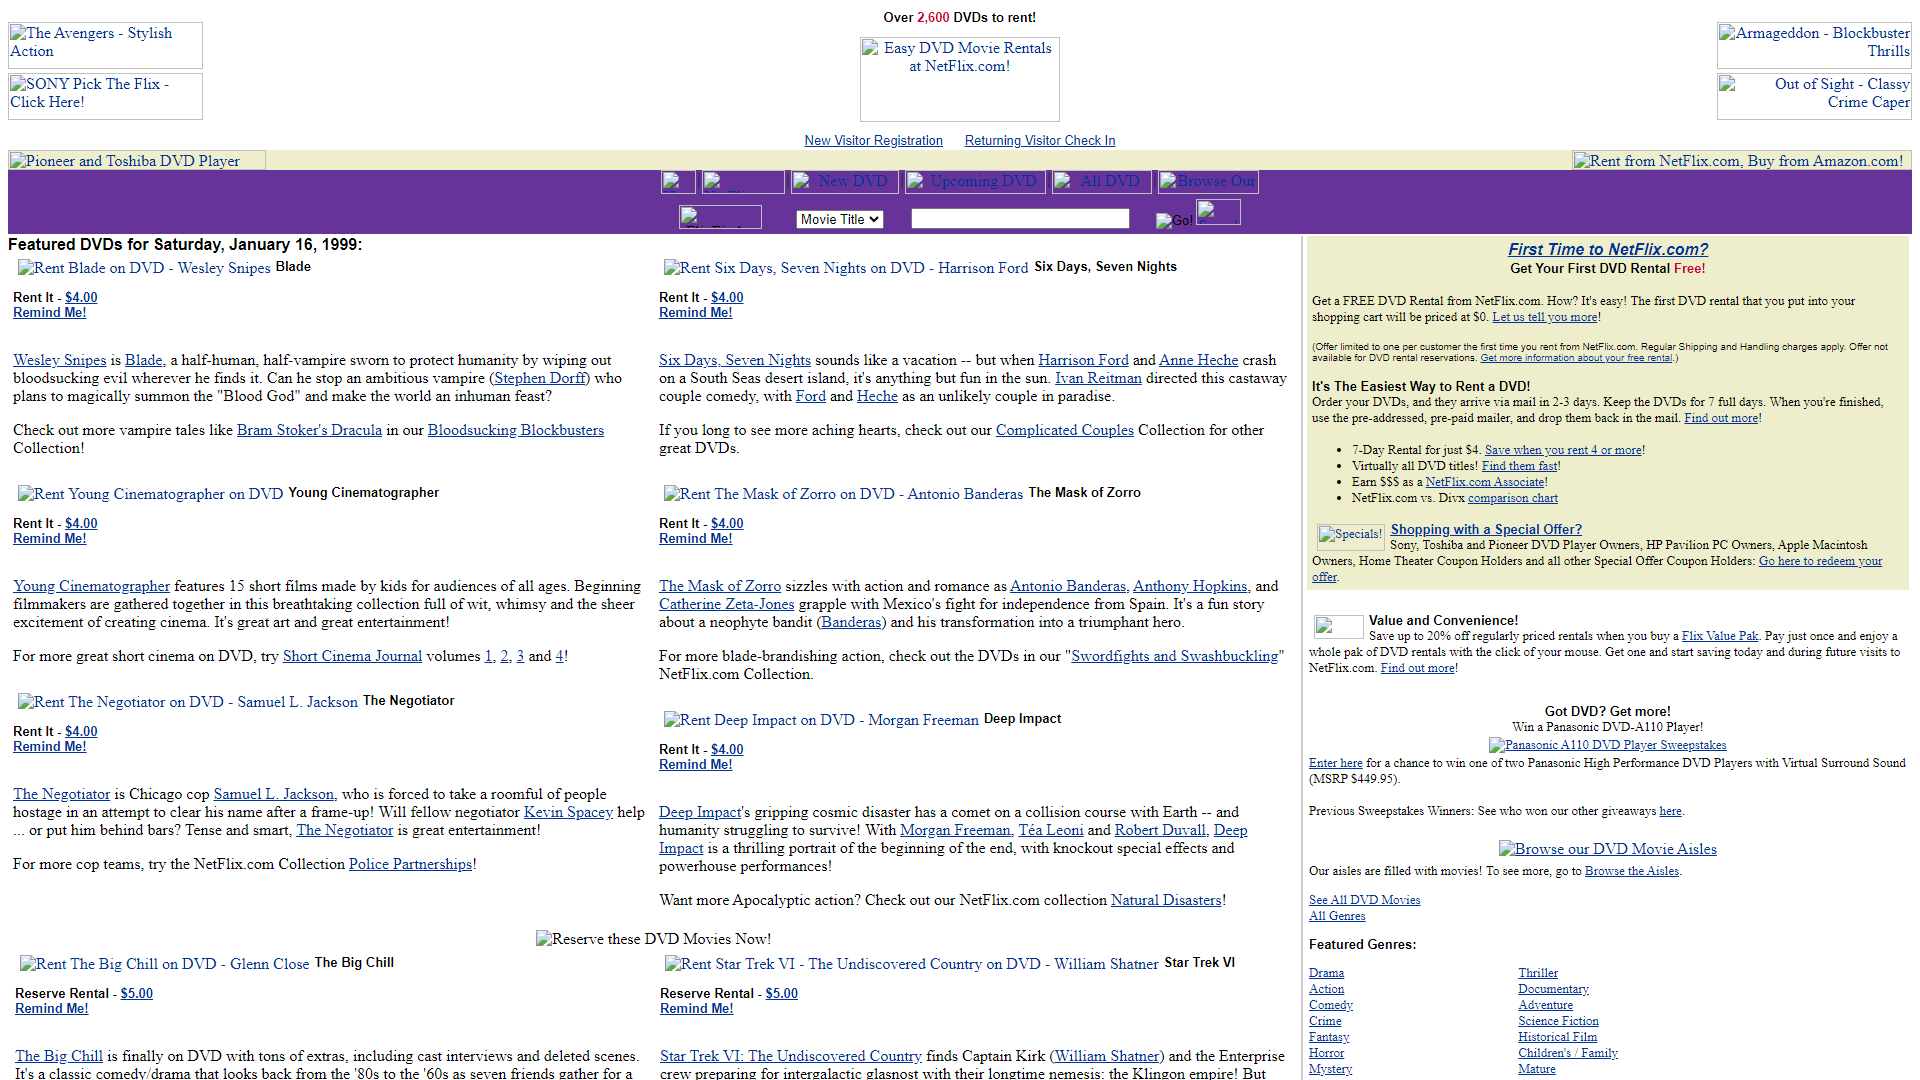 The Avengers - Stylish
Action
SONY Pick The Flix -
Click Here!
Over 2,600 DVDs to rent!
Easy DVD Movie Rentals
at NetFlix.com!
Armageddon - Blockbuster
Thrills
Out of Sight - Classy
Crime Caper
New Visitor Registration Returning Visitor Check In
Pioneer and Toshiba DVD Player
Rent from NetFlix.com, Buy from Amazon.com!
New DVD Upcoming DVD All DVD Browse Our
Movie Title Go!
Featured DVDs for Saturday, January 16, 1999:
Rent Blade on DVD - Wesley Snipes Blade
Rent It - $4.00
Remind Me!
Wesley Snipes is Blade, a half-human, half-vampire sworn to protect humanity by wiping out
bloodsucking evil wherever he finds it. Can he stop an ambitious vampire (Stephen Dorff) who
plans to magically summon the "Blood God" and make the world an inhuman feast?
Check out more vampire tales like Bram Stoker's Dracula in our Bloodsucking Blockbusters
Collection!
Rent Young Cinematographer on DVD Young Cinematographer
Rent It - $4.00
Remind Me!
Young Cinematographer features 15 short films made by kids for audiences of all ages. Beginning
filmmakers are gathered together in this breathtaking collection full of wit, whimsy and the sheer
excitement of creating cinema. It's great art and great entertainment!
For more great short cinema on DVD, try Short Cinema Journal volumes 1, 2, 3 and 4!
Rent The Negotiator on DVD - Samuel L. Jackson The Negotiator
Rent It - $4.00
Remind Me!
The Negotiator is Chicago cop Samuel L. Jackson, who is forced to take a roomful of people
hostage in an attempt to clear his name after a frame-up! Will fellow negotiator Kevin Spacey help
... or put him behind bars? Tense and smart, The Negotiator is great entertainment!
For more cop teams, try the NetFlix.com Collection Police Partnerships!
Rent Six Days, Seven Nights on DVD - Harrison Ford Six Days, Seven Nights
Rent It - $4.00
Remind Me!
Six Days, Seven Nights sounds like a vacation -- but when Harrison Ford and Anne Heche crash
on a South Seas desert island, it's anything but fun in the sun. Ivan Reitman directed this castaway
couple comedy, with Ford and Heche as an unlikely couple in paradise.
If you long to see more aching hearts, check out our Complicated Couples Collection for other
great DVDs.
Rent The Mask of Zorro on DVD - Antonio Banderas The Mask of Zorro
Rent It - $4.00
Remind Me!
The Mask of Zorro sizzles with action and romance as Antonio Banderas, Anthony Hopkins, and
Catherine Zeta-Jones grapple with Mexico's fight for independence from Spain. It's a fun story
about a neophyte bandit (Banderas) and his transformation into a triumphant hero.
For more blade-brandishing action, check out the DVDs in our "Swordfights and Swashbuckling"
NetFlix.com Collection.
Rent Deep Impact on DVD - Morgan Freeman Deep Impact
Rent It - $4.00
Remind Me!
Deep Impact's gripping cosmic disaster has a comet on a collision course with Earth -- and
humanity struggling to survive! With Morgan Freeman, Téa Leoni and Robert Duvall, Deep
Impact is a thrilling portrait of the beginning of the end, with knockout special effects and
powerhouse performances!
Want more Apocalyptic action? Check out our NetFlix.com collection Natural Disasters!
Reserve these DVD Movies Now!
Rent The Big Chill on DVD - Glenn Close The Big Chill
Reserve Rental - $5.00
Remind Me!
The Big Chill is finally on DVD with tons of extras, including cast interviews and deleted scenes.
It's a classic comedy/drama that looks back from the '80s to the '60s as seven friends gather for a
Rent Star Trek VI - The Undiscovered Country on DVD - William Shatner Star Trek VI
Reserve Rental - $5.00
Remind Me!
Star Trek VI: The Undiscovered Country finds Captain Kirk (William Shatner) and the Enterprise
crew preparing for intergalactic glasnost with their longtime nemesis: the Klingon empire! But
First Time to NetFlix.com?
Get Your First DVD Rental Free!
Get a FREE DVD Rental from NetFlix.com. How? It's easy! The first DVD rental that you put into your
shopping cart will be priced at $0. Let us tell you more!
(Offer limited to one per customer the first time you rent from NetFlix.com. Regular Shipping and Handling charges apply. Offer not
available for DVD rental reservations. Get more information about your free rental.)
It's The Easiest Way to Rent a DVD!
Order your DVDs, and they arrive via mail in 2-3 days. Keep the DVDs for 7 full days. When you're finished,
use the pre-addressed, pre-paid mailer, and drop them back in the mail. Find out more!
7-Day Rental for just $4. Save when you rent 4 or more!
Virtually all DVD titles! Find them fast!
Earn $$$ as a NetFlix.com Associate!
NetFlix.com vs. Divx comparison chart
Specials! Shopping with a Special Offer?
Sony, Toshiba and Pioneer DVD Player Owners, HP Pavilion PC Owners, Apple Macintosh
Owners, Home Theater Coupon Holders and all other Special Offer Coupon Holders: Go here to redeem your
offer.
Value and Convenience!
Save up to 20% off regularly priced rentals when you buy a Flix Value Pak. Pay just once and enjoy a
whole pak of DVD rentals with the click of your mouse. Get one and start saving today and during future visits to
NetFlix.com. Find out more!
Got DVD? Get more!
Win a Panasonic DVD-A110 Player!
Panasonic A110 DVD Player Sweepstakes
Enter here for a chance to win one of two Panasonic High Performance DVD Players with Virtual Surround Sound
(MSRP $449.95).
Previous Sweepstakes Winners: See who won our other giveaways here.
Browse our DVD Movie Aisles
Our aisles are filled with movies! To see more, go to Browse the Aisles.
See All DVD Movies
All Genres
Featured Genres:
Drama Thriller
Action Documentary
Comedy Adventure
Crime Science Fiction
Fantasy Historical Film
Horror Children's / Family
Mystery Mature